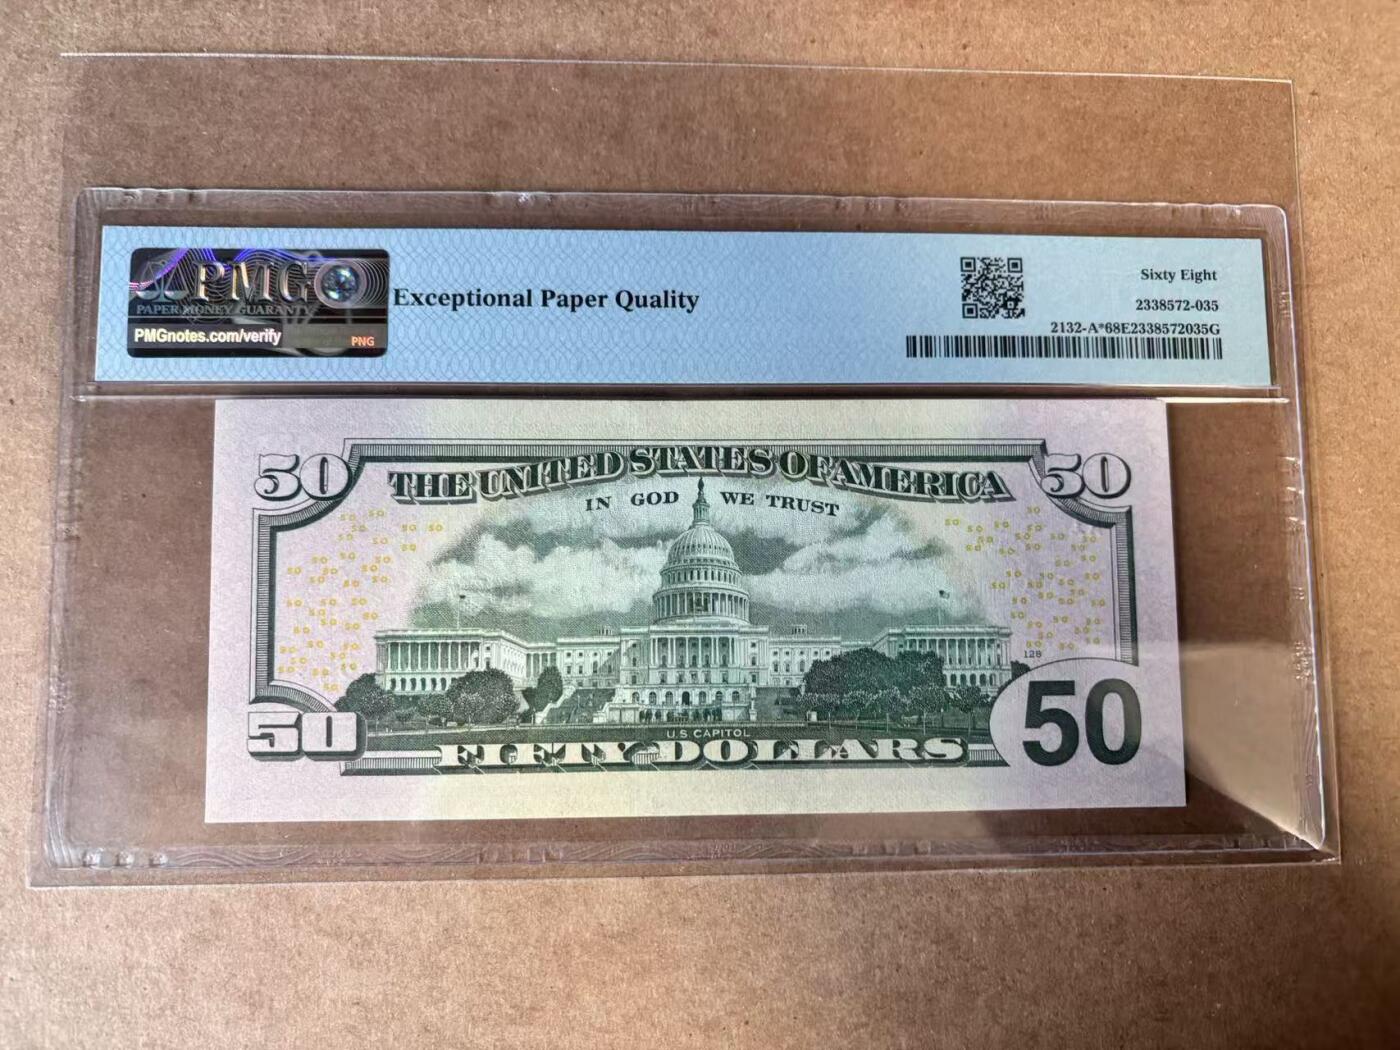 PMG
PAPER MONEY GUARANTY
PMGnotes.com/verify
PNG
Exceptional Paper Quality
Sixty Eight
2338572-035
2132-A*68E2338572035G
50
THE UNITED STATES OF AMERICA
50
IN GOD WE TRUST
128
50
U.S. CAPITOL
FIFTY DOLLARS
50